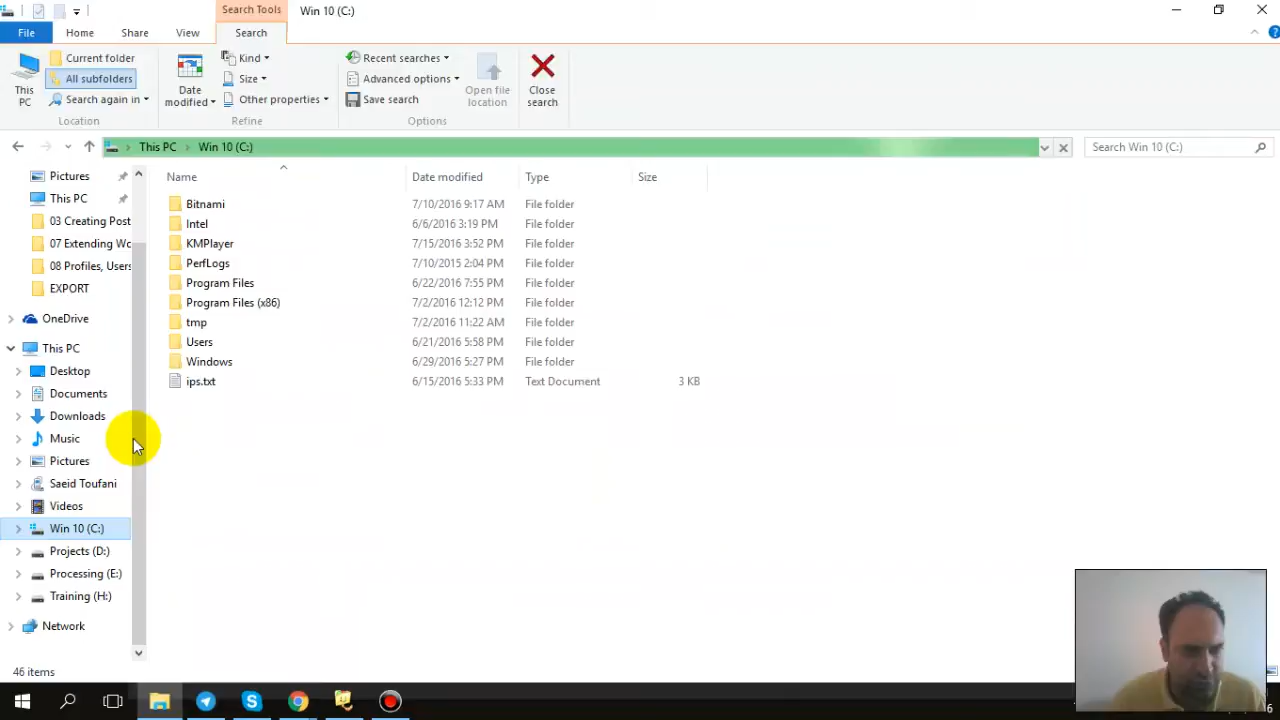 Search Tools
Win 10 (C:)
File
Home
Share
View
Search
This PC
Current folder
All subfolders
Search again in
Location
Date modified
Kind
Size
Other properties
Refine
Recent searches
Advanced options
Save search
Options
Open file location
Close search
This PC
Win 10 (C:)
Search Win 10 (C:)
Name
Date modified
Type
Size
Pictures
This PC
03 Creating Post
07 Extending Wo
08 Profiles, Users
EXPORT
OneDrive
This PC
Desktop
Documents
Downloads
Music
Pictures
Saeid Toufani
Videos
Win 10 (C:)
Projects (D:)
Processing (E:)
Training (H:)
Network
Bitnami 7/10/2016 9:17 AM File folder
Intel 6/6/2016 3:19 PM File folder
KMPlayer 7/15/2016 3:52 PM File folder
PerfLogs 7/10/2015 2:04 PM File folder
Program Files 6/22/2016 7:55 PM File folder
Program Files (x86) 7/2/2016 12:12 PM File folder
tmp 7/2/2016 11:22 AM File folder
Users 6/21/2016 5:58 PM File folder
Windows 6/29/2016 5:27 PM File folder
ips.txt 6/15/2016 5:33 PM Text Document 3 KB
46 items